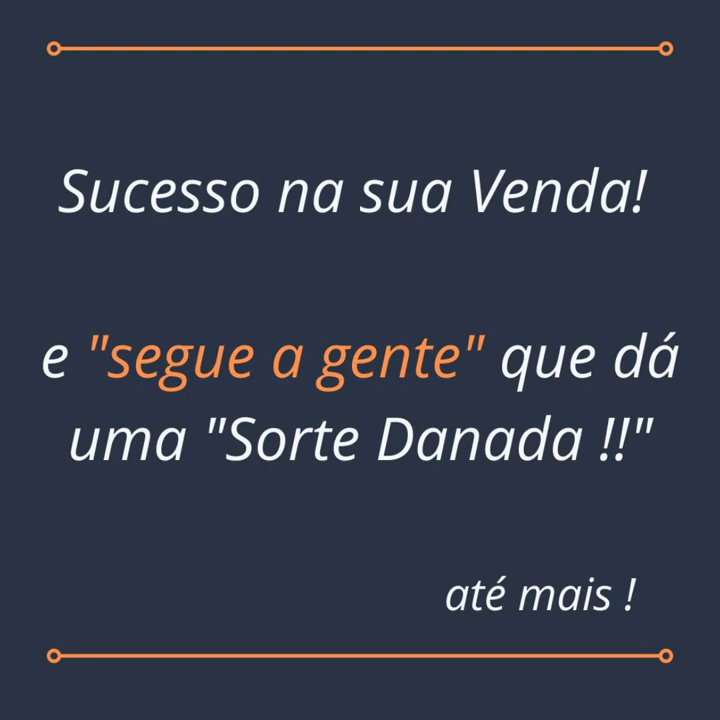 Sucesso na sua Venda!
e "segue a gente" que dá
uma "Sorte Danada !!"
até mais !